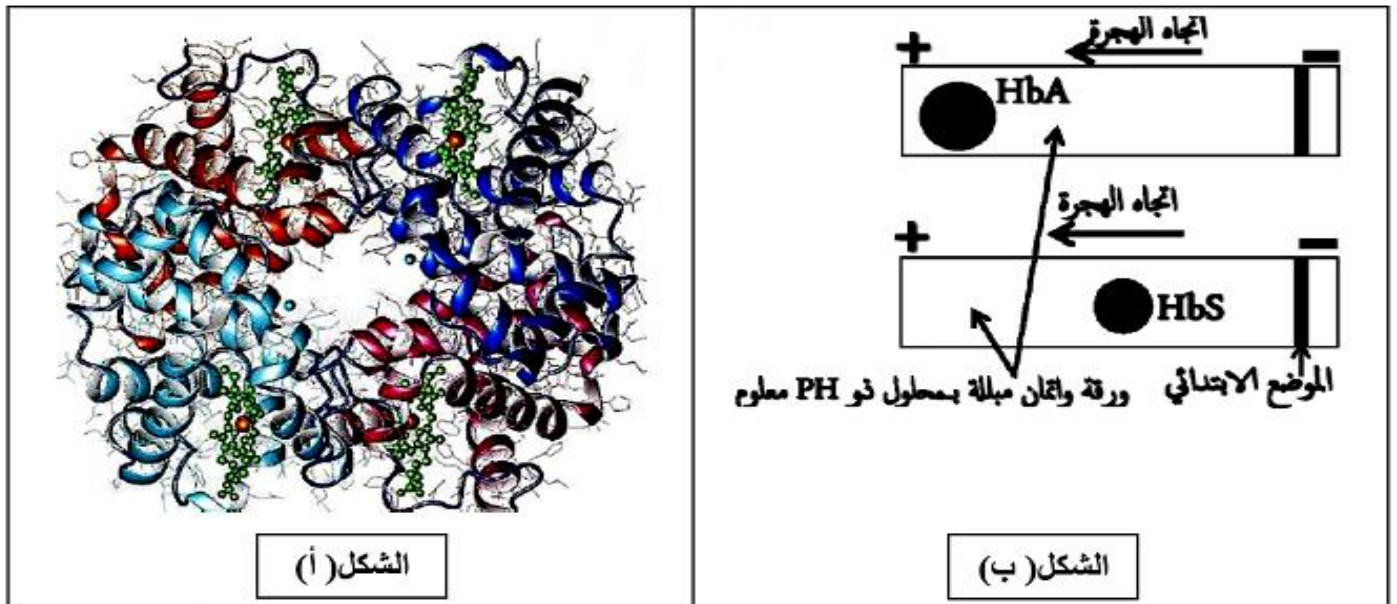 اتجاه الهجرة
+ −
HbA
اتجاه الهجرة
+ −
HbS
الموضع الابتدائي
ورقة واتمان مبللة بمحلول ذو PH معلوم
الشكل( ب)
الشكل( أ)